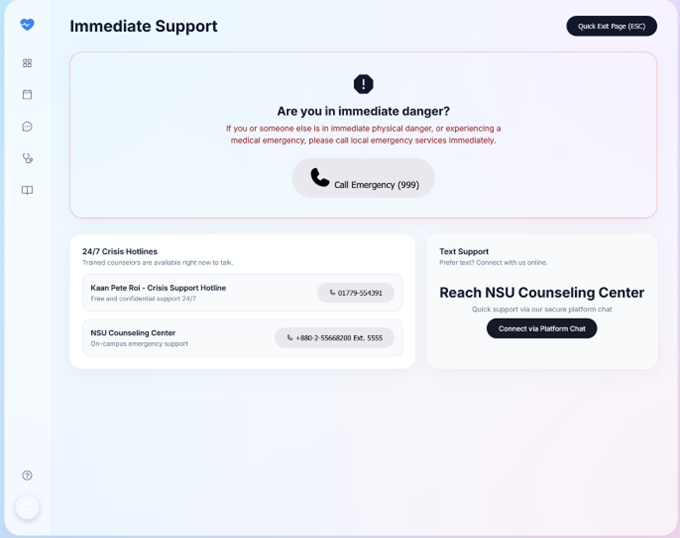 Immediate Support
Quick Exit Page (ESC)
Are you in immediate danger?
If you or someone else is in immediate physical danger, or experiencing a
medical emergency, please call local emergency services immediately.
Call Emergency (999)
24/7 Crisis Hotlines
Trained counselors are available right now to talk.
Kaan Pete Roi - Crisis Support Hotline
Free and confidential support 24/7
01779-554391
NSU Counseling Center
On-campus emergency support
+880-2-55668200 Ext. 5555
Text Support
Prefer text? Connect with us online.
Reach NSU Counseling Center
Quick support via our secure platform chat
Connect via Platform Chat